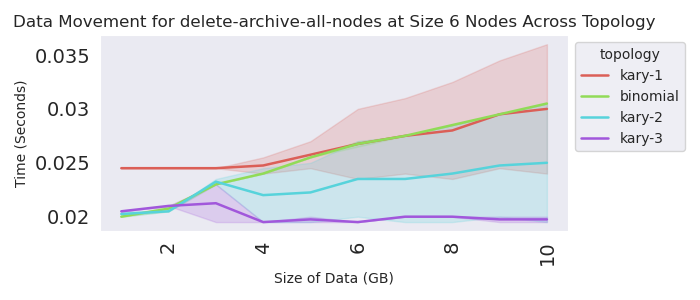 Data Movement for delete-archive-all-nodes at Size 6 Nodes Across Topology
topology
kary-1
binomial
kary-2
kary-3
Time (Seconds)
0.035
0.03
0.025
0.02
2
4
6
8
10
Size of Data (GB)